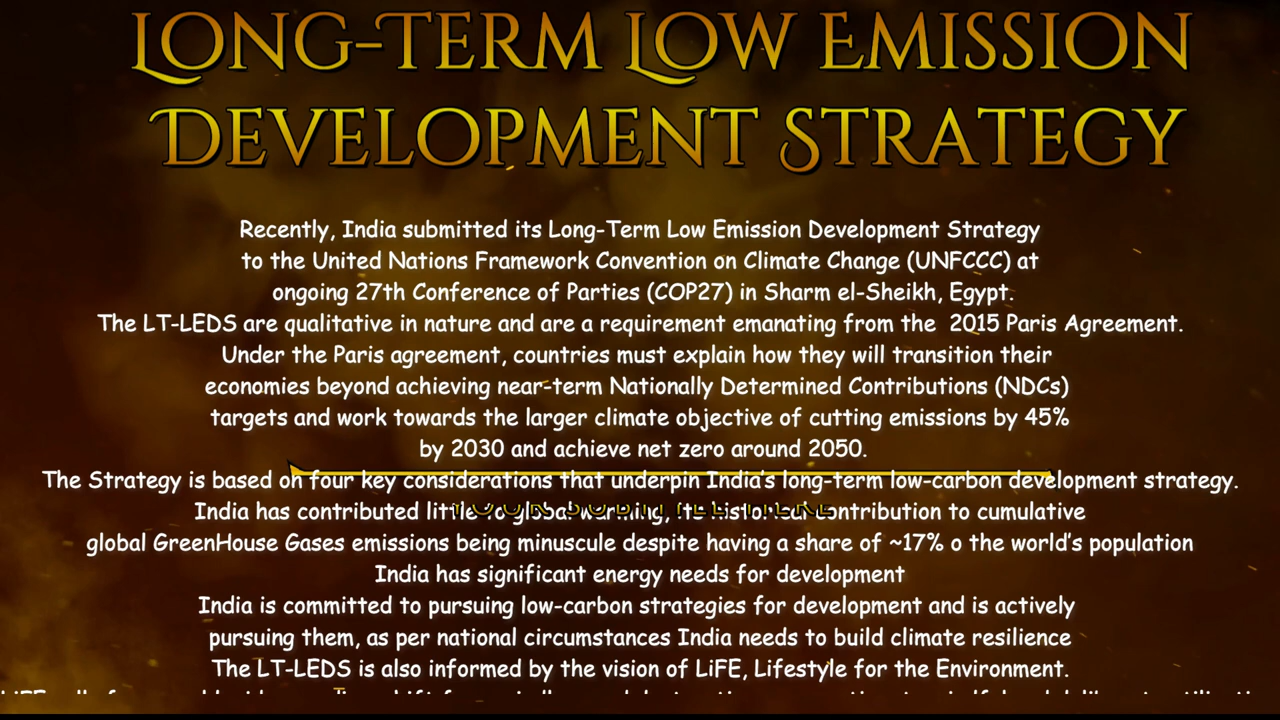 Long-Term Low Emission
Development Strategy
Recently, India submitted its Long-Term Low Emission Development Strategy
to the United Nations Framework Convention on Climate Change (UNFCCC) at
ongoing 27th Conference of Parties (COP27) in Sharm el-Sheikh, Egypt.
The LT-LEDS are qualitative in nature and are a requirement emanating from the 2015 Paris Agreement.
Under the Paris agreement, countries must explain how they will transition their
economies beyond achieving near-term Nationally Determined Contributions (NDCs)
targets and work towards the larger climate objective of cutting emissions by 45%
by 2030 and achieve net zero around 2050.
The Strategy is based on four key considerations that underpin India's long-term low-carbon development strategy.
India has contributed little to global warming, its historical contribution to cumulative
YOUR SUBTITLE HERE
global GreenHouse Gases emissions being minuscule despite having a share of ~17% o the world's population
India has significant energy needs for development
India is committed to pursuing low-carbon strategies for development and is actively
pursuing them, as per national circumstances India needs to build climate resilience
The LT-LEDS is also informed by the vision of LiFE, Lifestyle for the Environment.